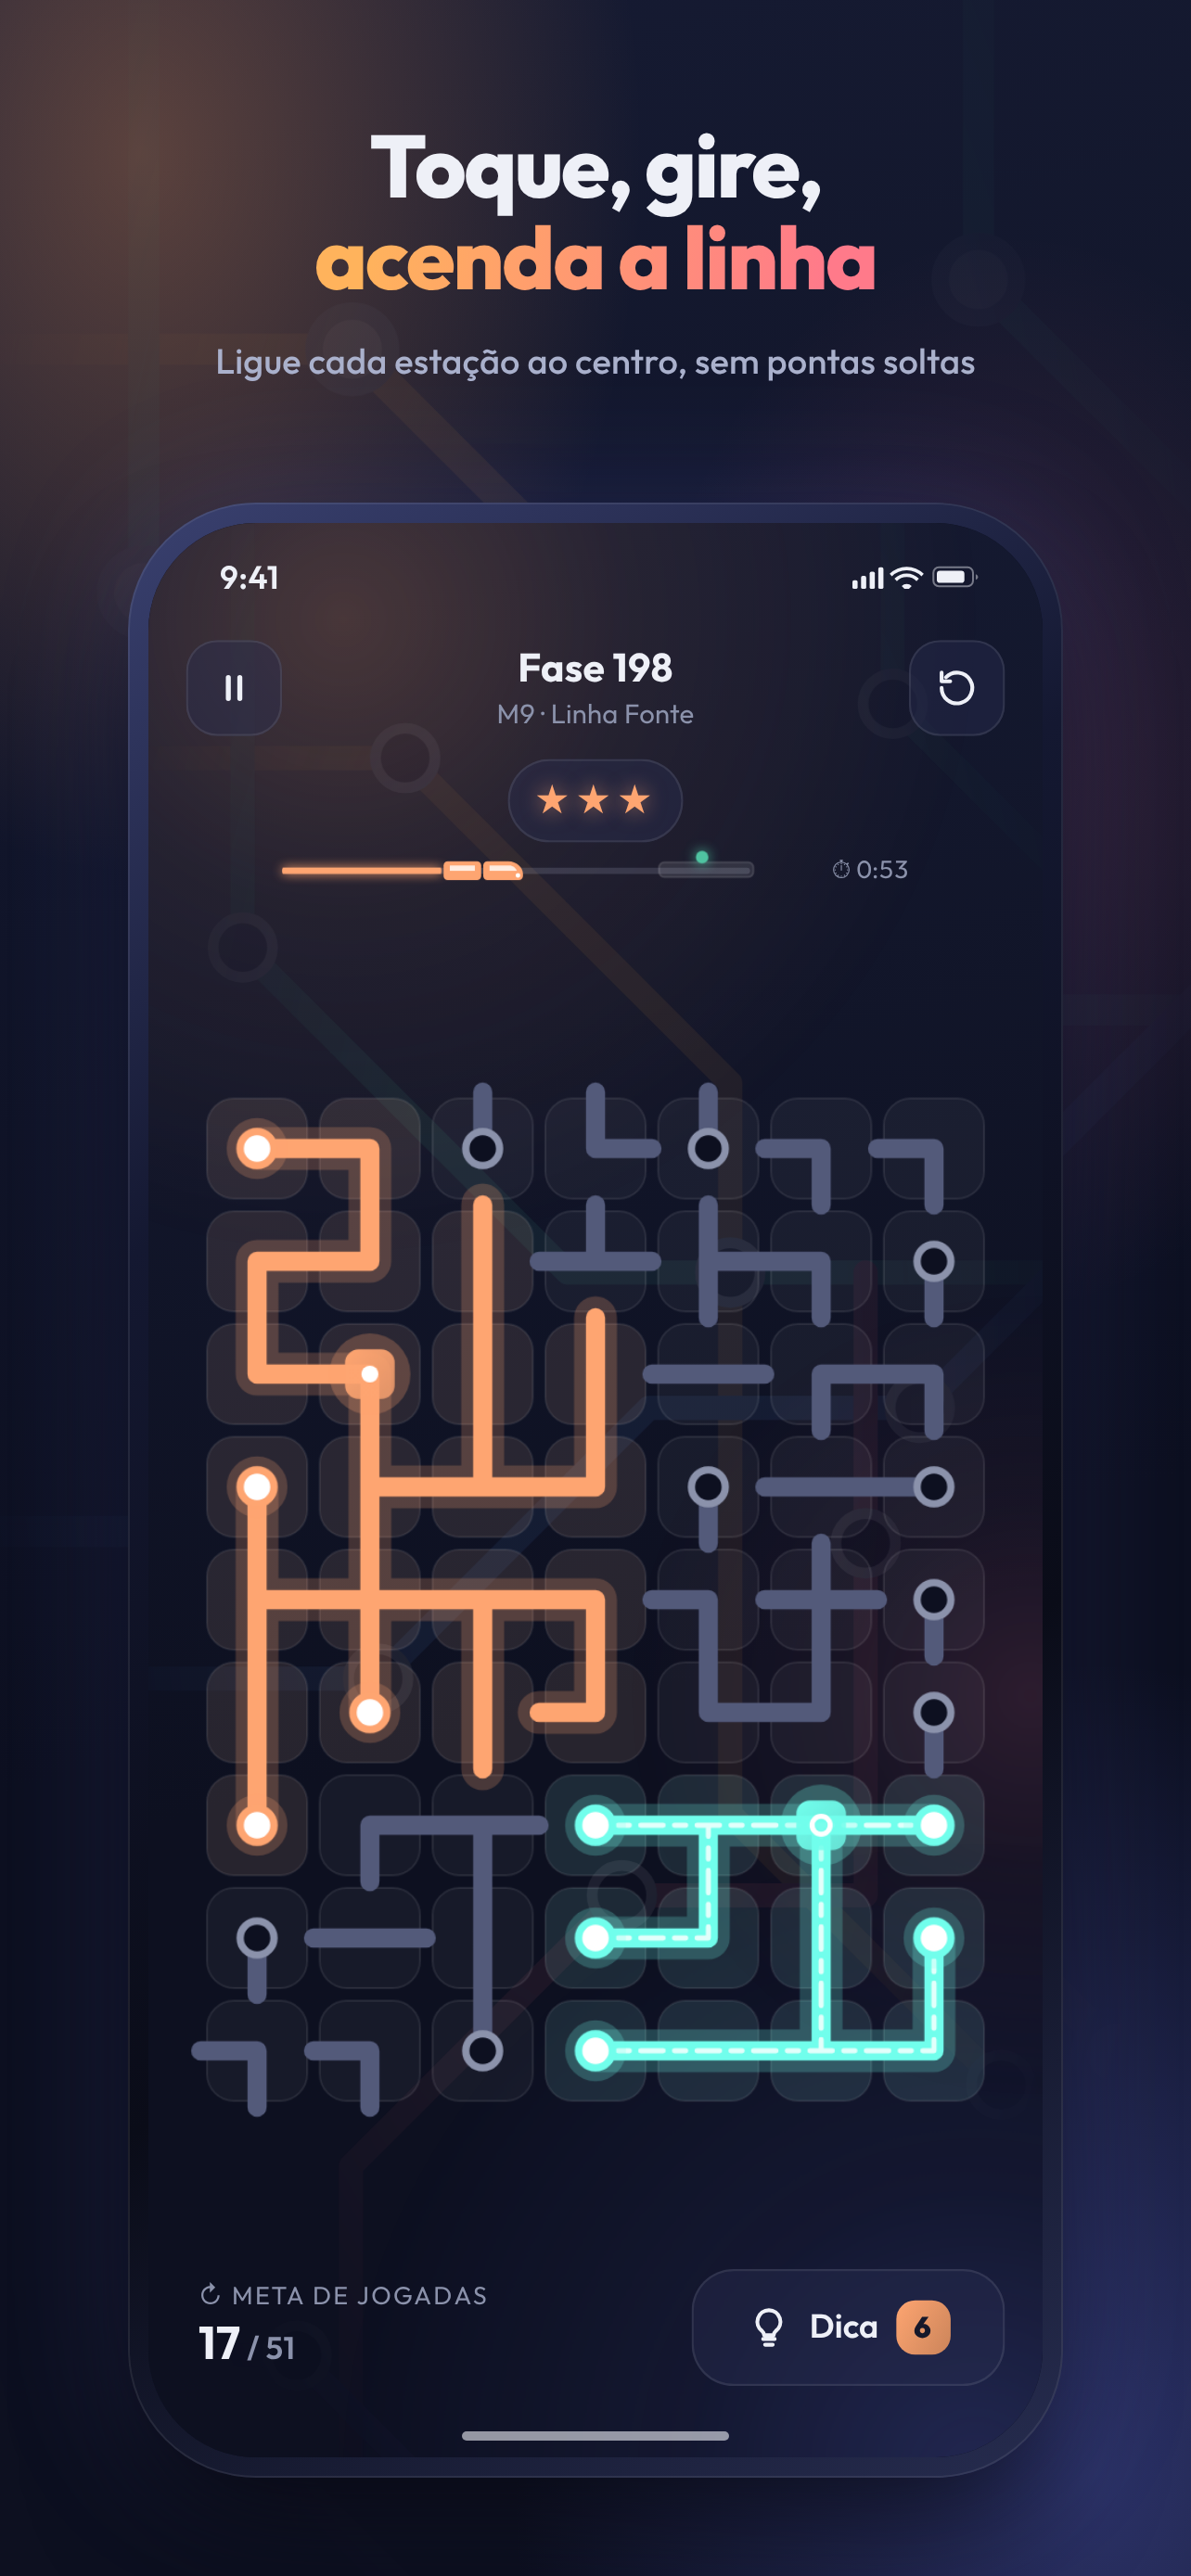 Toque, gire,
acenda a linha
Ligue cada estação ao centro, sem pontas soltas
9:41
Fase 198
M9 · Linha Fonte
0:53
META DE JOGADAS
17 / 51
Dica 6